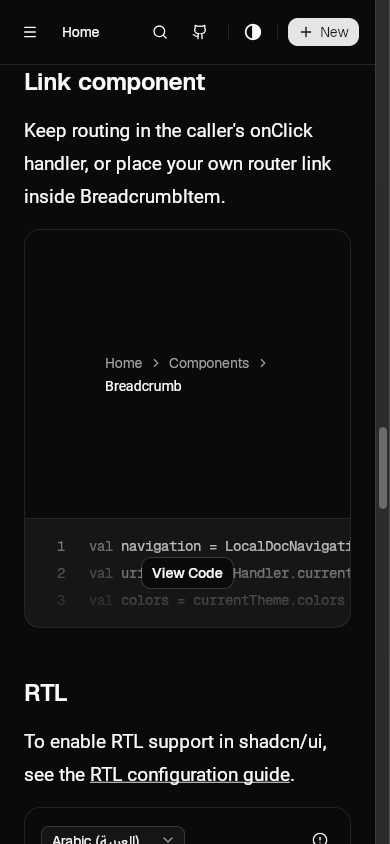 Home
New
Link component
Keep routing in the caller's onClick
handler, or place your own router link
inside BreadcrumbItem.
Home > Components >
Breadcrumb
1 val navigation = LocalDocNavigati
2 val uri Handler.current
View Code
3 val colors = currentTheme.colors
RTL
To enable RTL support in shadcn/ui,
see the RTL configuration guide.
Arabic (العربية)